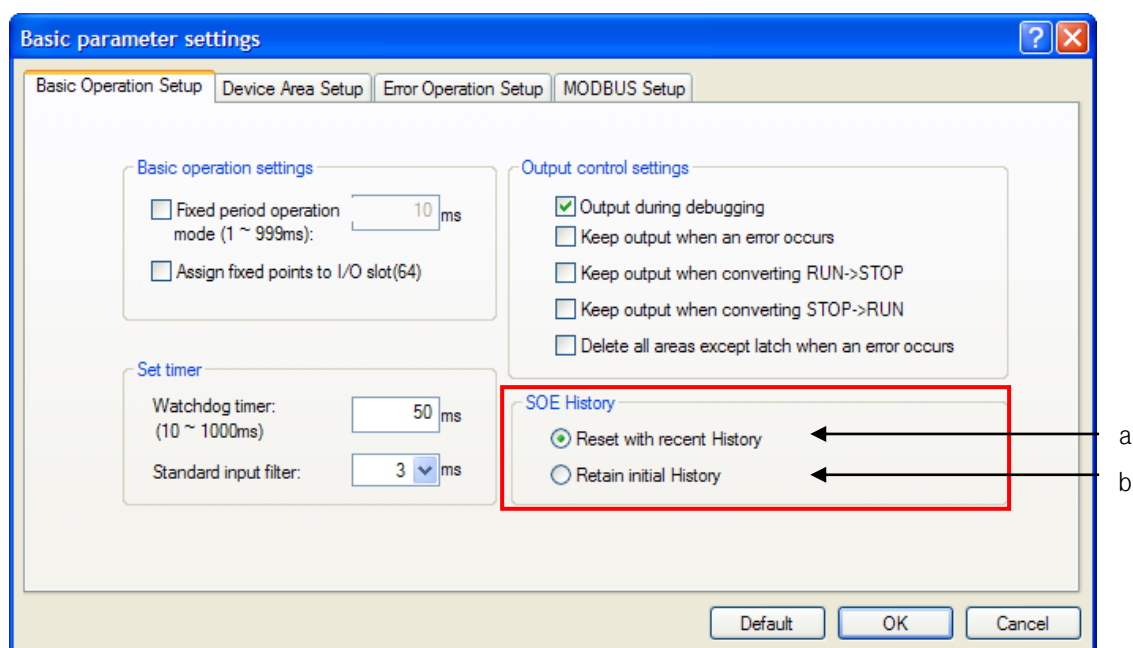 Basic parameter settings
Basic Operation Setup Device Area Setup Error Operation Setup MODBUS Setup
Basic operation settings
Fixed period operation 10 ms
mode (1 ~ 999ms):
Assign fixed points to I/O slot(64)
Output control settings
Output during debugging
Keep output when an error occurs
Keep output when converting RUN->STOP
Keep output when converting STOP->RUN
Delete all areas except latch when an error occurs
Set timer
Watchdog timer: 50 ms
(10 ~ 1000ms)
Standard input filter: 3 ms
SOE History
Reset with recent History
a
Retain initial History
b
Default OK Cancel